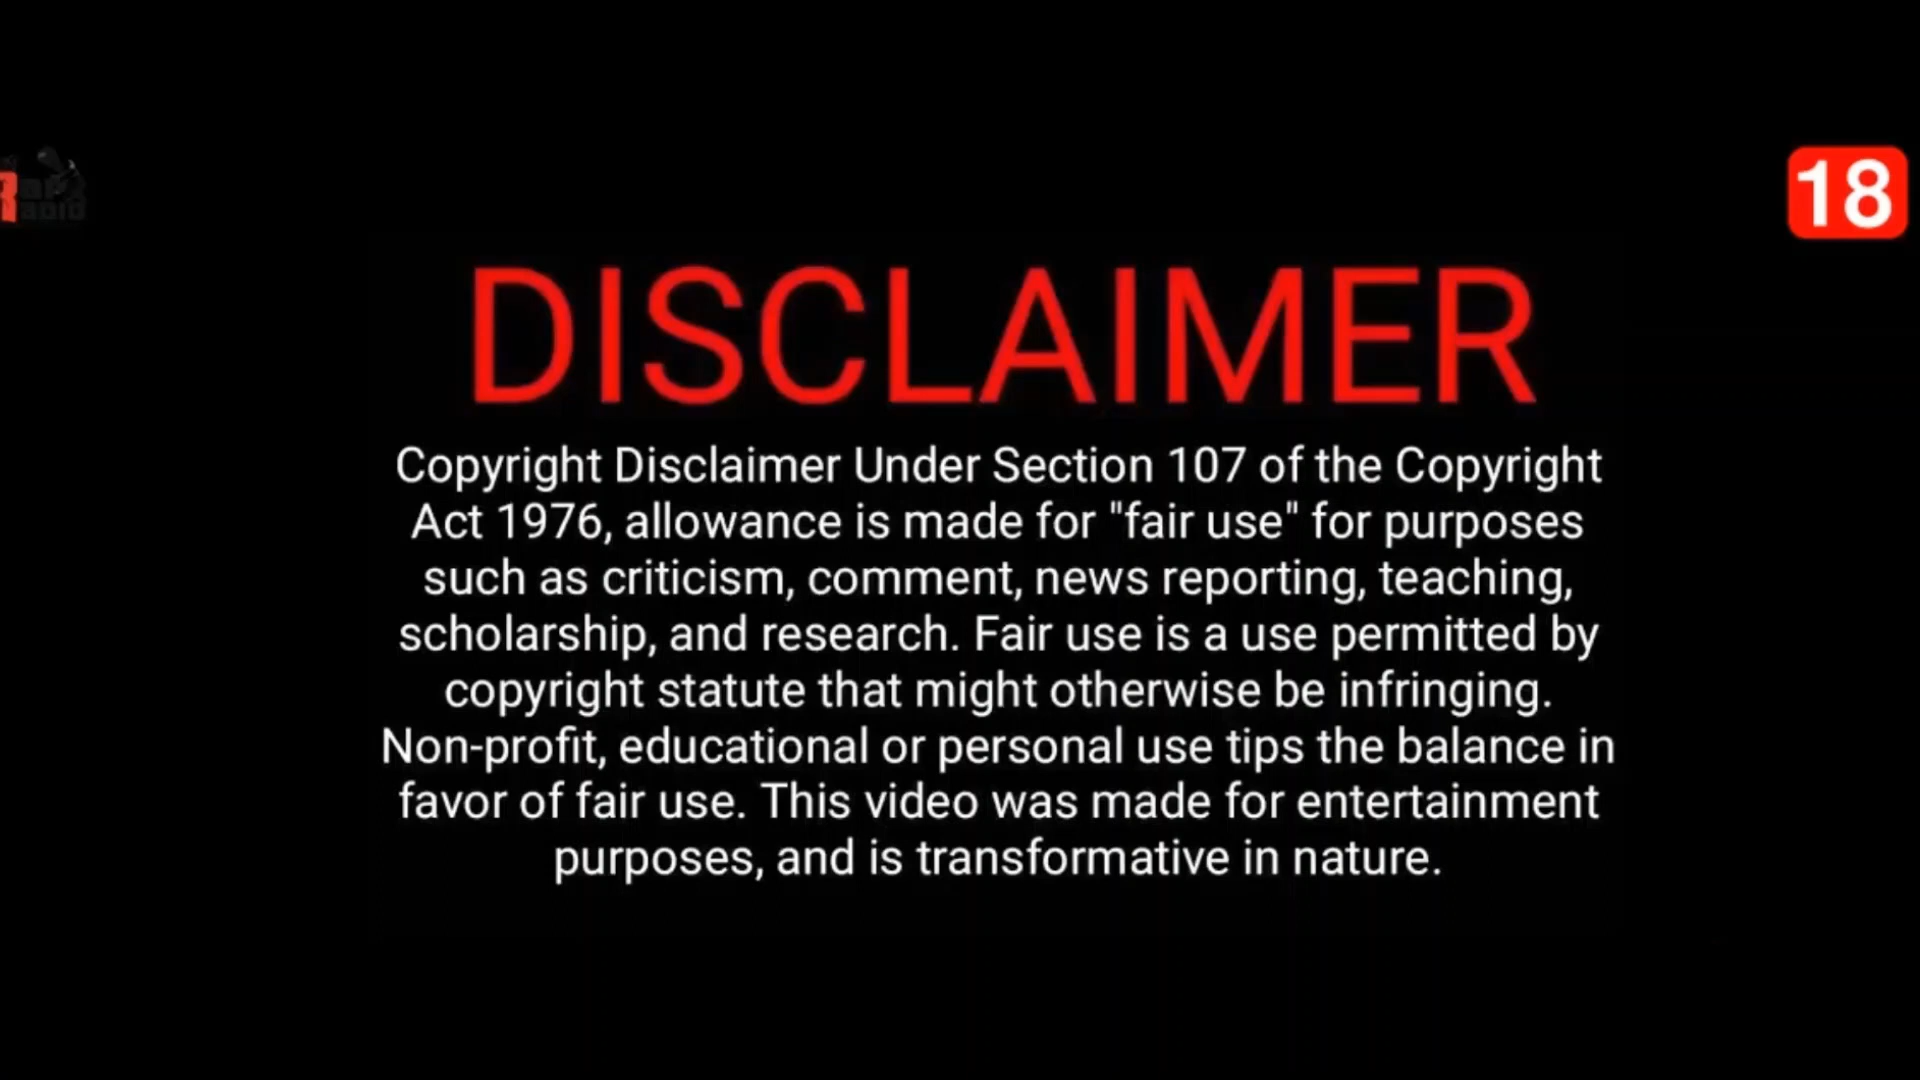 18
DISCLAIMER
Copyright Disclaimer Under Section 107 of the Copyright
Act 1976, allowance is made for "fair use" for purposes
such as criticism, comment, news reporting, teaching,
scholarship, and research. Fair use is a use permitted by
copyright statute that might otherwise be infringing.
Non-profit, educational or personal use tips the balance in
favor of fair use. This video was made for entertainment
purposes, and is transformative in nature.